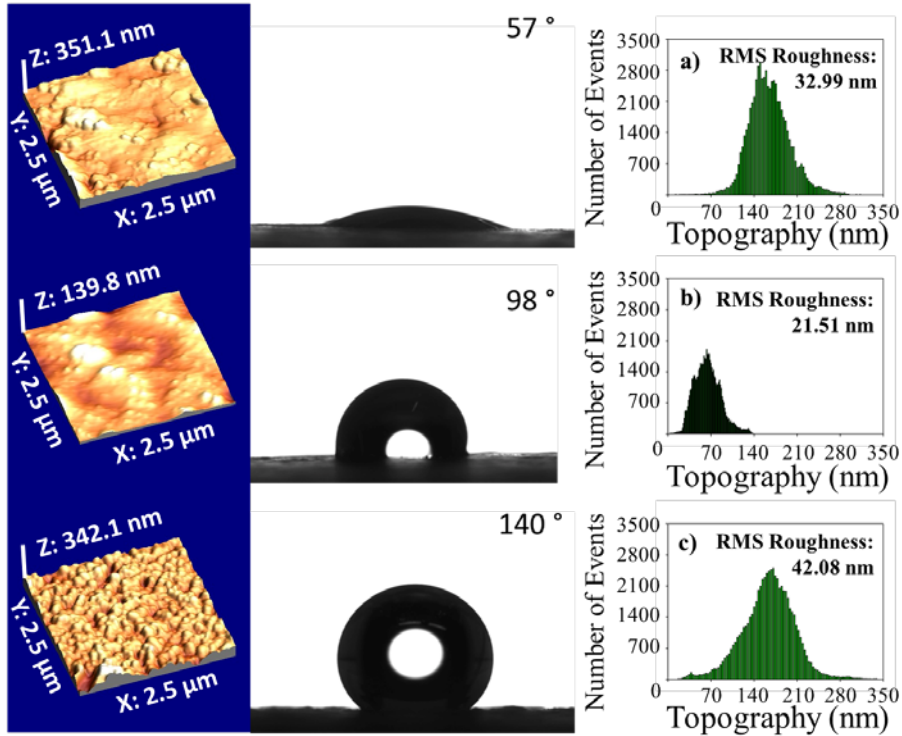 Z: 351.1 nm
Y: 2.5 µm
X: 2.5 µm
57 °
a)
RMS Roughness:
32.99 nm
Number of Events
3500
2800
2100
1400
700
0
70
140
210
280
350
Topography (nm)
Z: 139.8 nm
Y: 2.5 µm
X: 2.5 µm
98 °
b)
RMS Roughness:
21.51 nm
Number of Events
3500
2800
2100
1400
700
0
70
140
210
280
350
Topography (nm)
Z: 342.1 nm
Y: 2.5 µm
X: 2.5 µm
140 °
c)
RMS Roughness:
42.08 nm
Number of Events
3500
2800
2100
1400
700
0
70
140
210
280
350
Topography (nm)